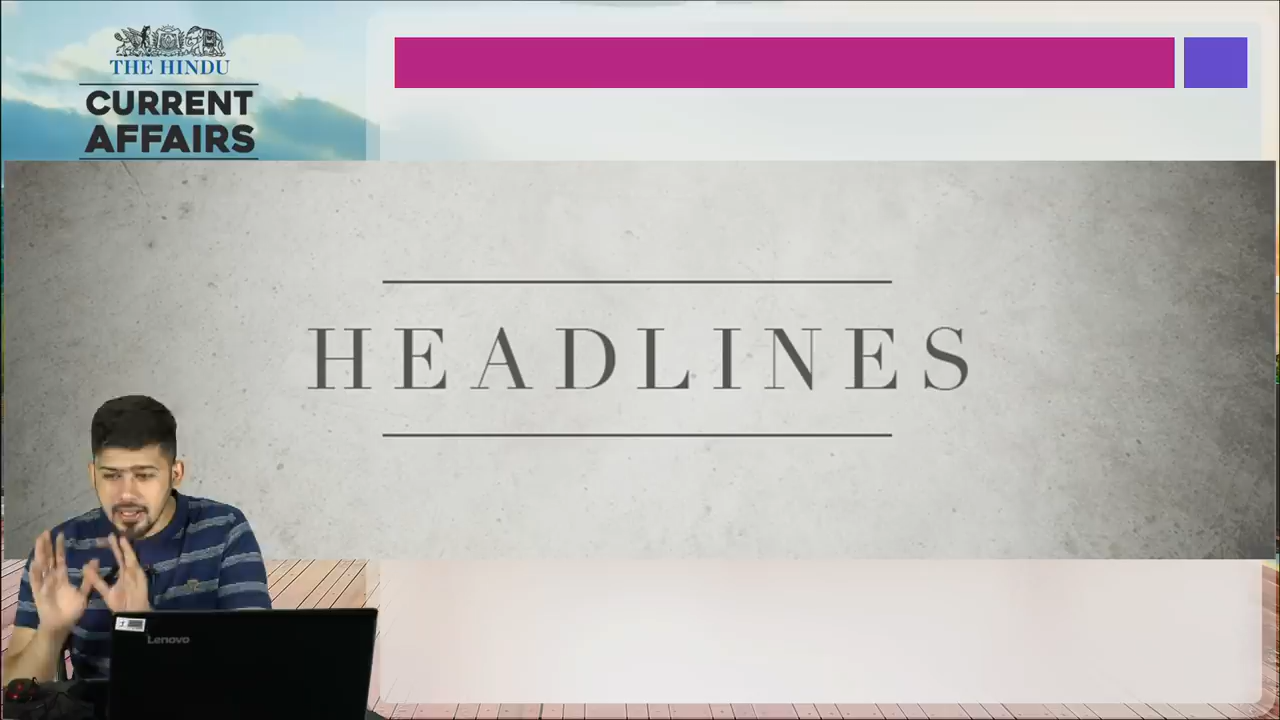 THE HINDU
CURRENT
AFFAIRS
HEADLINES
Lenovo